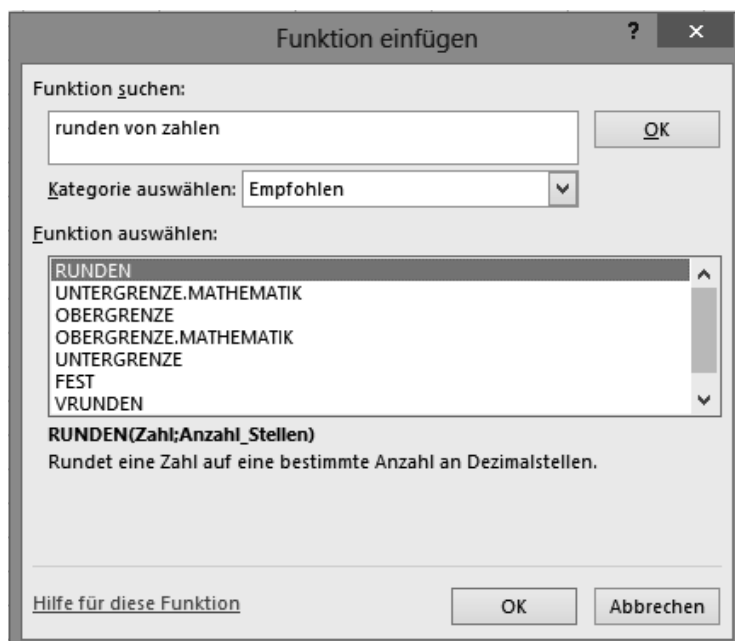 Funktion einfügen
?
×
Funktion suchen:
runden von zahlen
OK
Kategorie auswählen: Empfohlen
Funktion auswählen:
RUNDEN
UNTERGRENZE.MATHEMATIK
OBERGRENZE
OBERGRENZE.MATHEMATIK
UNTERGRENZE
FEST
VRUNDEN
RUNDEN(Zahl;Anzahl_Stellen)
Rundet eine Zahl auf eine bestimmte Anzahl an Dezimalstellen.
Hilfe für diese Funktion
OK
Abbrechen